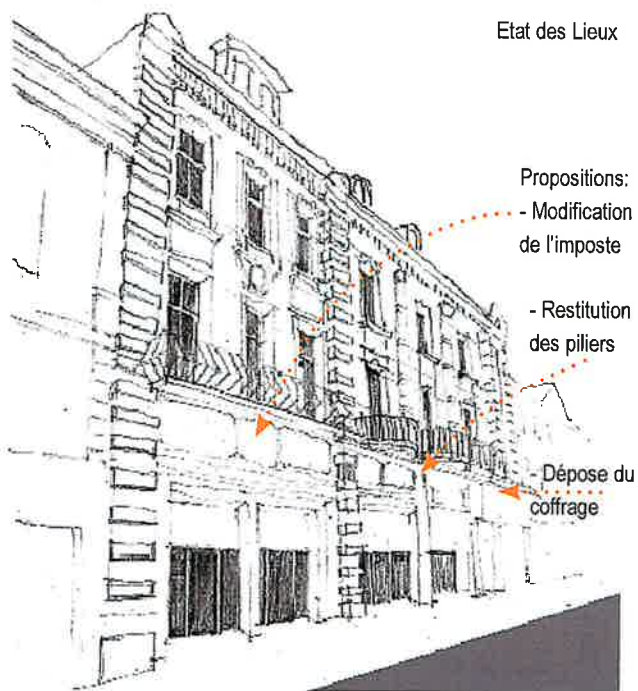 Etat des Lieux
Propositions:
- Modification
de l'imposte
- Restitution
des piliers
Dépose du
coffrage